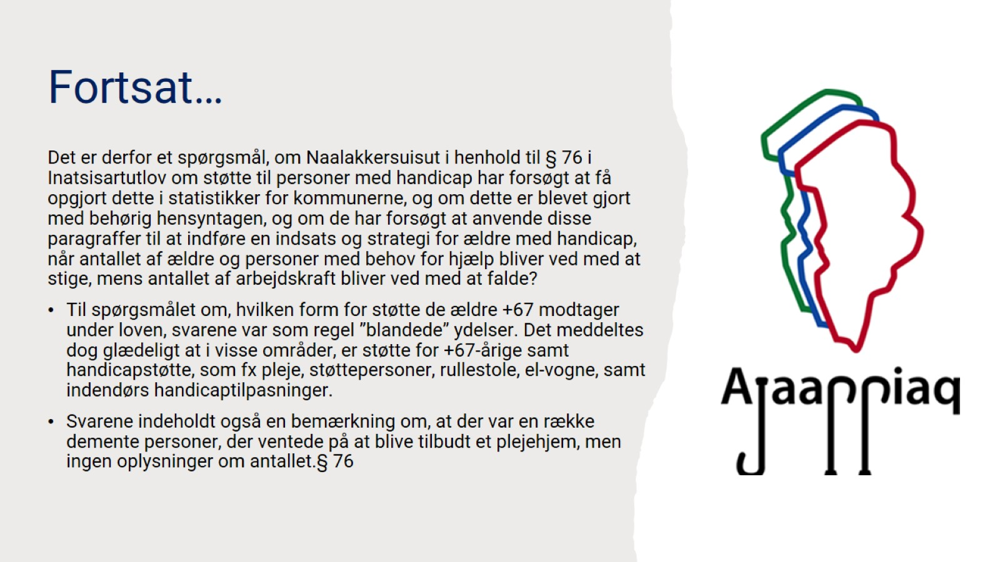 Fortsat...
Det er derfor et spørgsmål, om Naalakkersuisut i henhold til § 76 i
Inatsisartutlov om støtte til personer med handicap har forsøgt at få
opgjort dette i statistikker for kommunerne, og om dette er blevet gjort
med behørig hensyntagen, og om de har forsøgt at anvende disse
paragraffer til at indføre en indsats og strategi for ældre med handicap,
når antallet af ældre og personer med behov for hjælp bliver ved med at
stige, mens antallet af arbejdskraft bliver ved med at falde?
• Til spørgsmålet om, hvilken form for støtte de ældre +67 modtager
under loven, svarene var som regel ”blandede” ydelser. Det meddeltes
dog glædeligt at i visse områder, er støtte for +67-årige samt
handicapstøtte, som fx pleje, støttepersoner, rullestole, el-vogne, samt
indendørs handicaptilpasninger.
• Svarene indeholdt også en bemærkning om, at der var en række
demente personer, der ventede på at blive tilbudt et plejehjem, men
ingen oplysninger om antallet.§ 76
Ajaanniaq